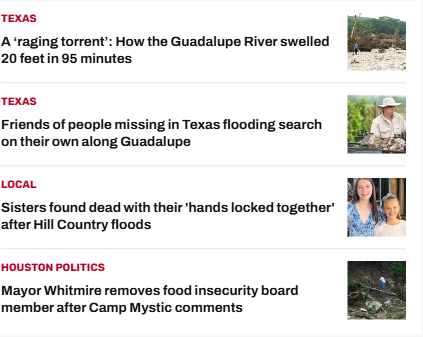 TEXAS
A ‘raging torrent’: How the Guadalupe River swelled
20 feet in 95 minutes
TEXAS
Friends of people missing in Texas flooding search
on their own along Guadalupe
LOCAL
Sisters found dead with their 'hands locked together'
after Hill Country floods
HOUSTON POLITICS
Mayor Whitmire removes food insecurity board
member after Camp Mystic comments